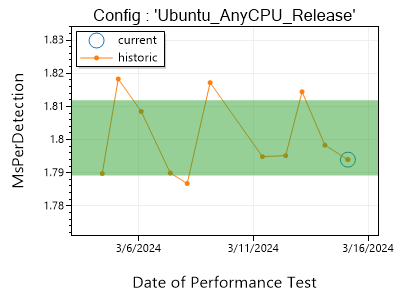 Config : 'Ubuntu_AnyCPU_Release'
current
historic
MsPerDetection
1.83
1.82
1.81
1.8
1.79
1.78
3/6/2024
3/11/2024
3/16/2024
Date of Performance Test